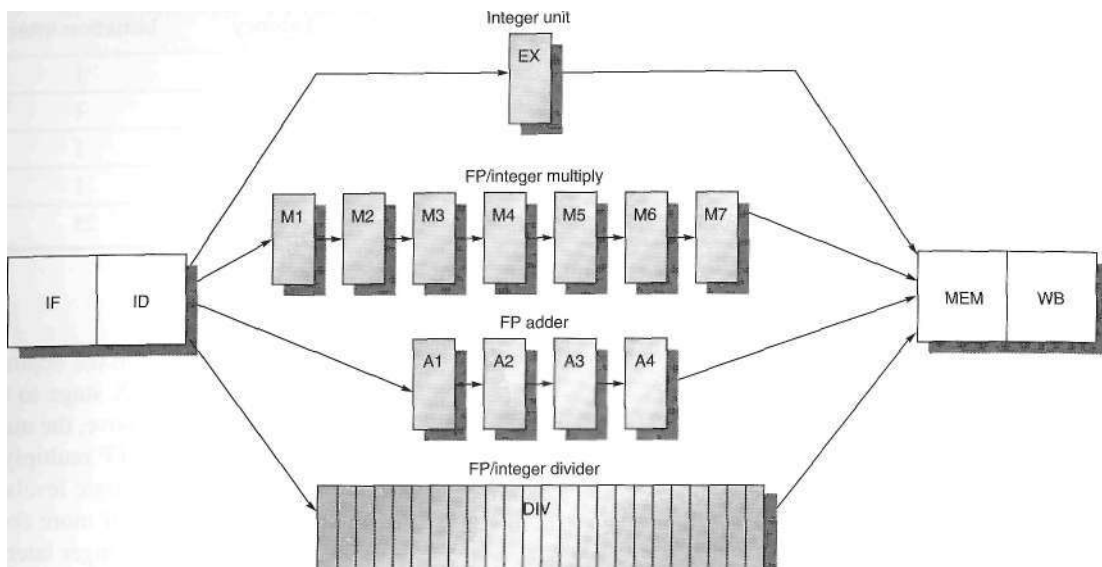 Integer unit
EX
FP/integer multiply
M1 M2 M3 M4 M5 M6 M7
IF ID
MEM WB
FP adder
A1 A2 A3 A4
FP/integer divider
DIV